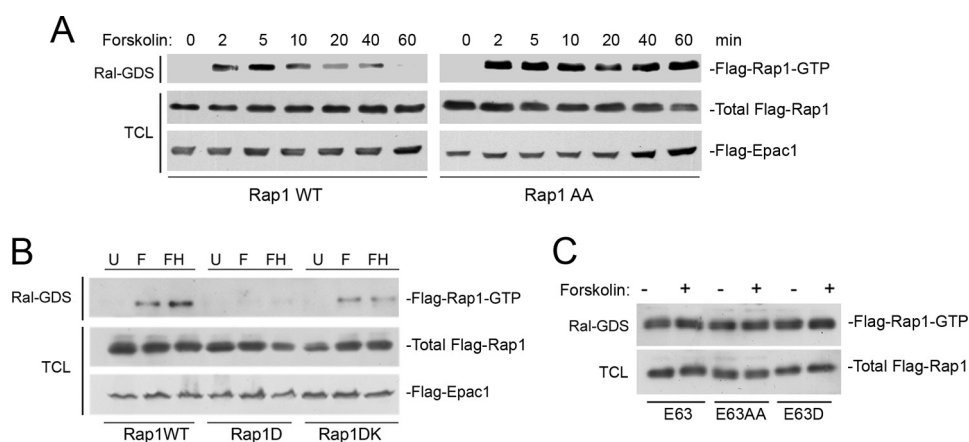 A
Forskolin: 0 2 5 10 20 40 60 0 2 5 10 20 40 60 min
Ral-GDS -Flag-Rap1-GTP
TCL -Total Flag-Rap1
-Flag-Epac1
Rap1 WT Rap1 AA
B
U F FH U F FH U F FH
Ral-GDS -Flag-Rap1-GTP
-Total Flag-Rap1
TCL
-Flag-Epac1
Rap1WT Rap1D Rap1DK
C
Forskolin: - + - + - +
Ral-GDS -Flag-Rap1-GTP
TCL -Total Flag-Rap1
E63 E63AA E63D